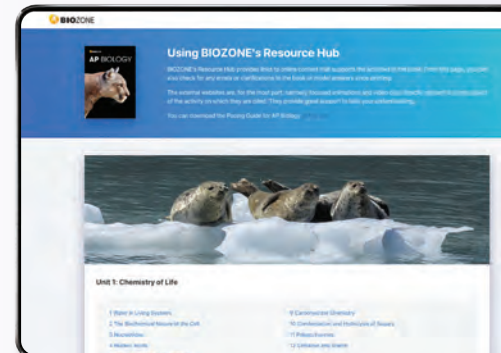 BIOZONE
AP BIOLOGY
Using BIOZONE's Resource Hub
BIOZONE's Resource Hub provides links to online content that supports the activities in the book. From this page, you can
also check for any errors or clarifications to the book or model answers since printing.
The external websites are, for the most part, narrowly focused animations and video clips directly relevant to some aspect
of the activity on which they are cited. They provide great support to help your understanding.
You can download the Pacing Guide for AP Biology
Unit 1: Chemistry of Life
1 Water in Living Systems
2 The Biochemical Nature of the Cell
3 Nucleotides
4 Nucleic Acids
9 Carbohydrate Chemistry
10 Condensation and Hydrolysis of Sugars
11 Polysaccharides
12 Cellulose and Starch